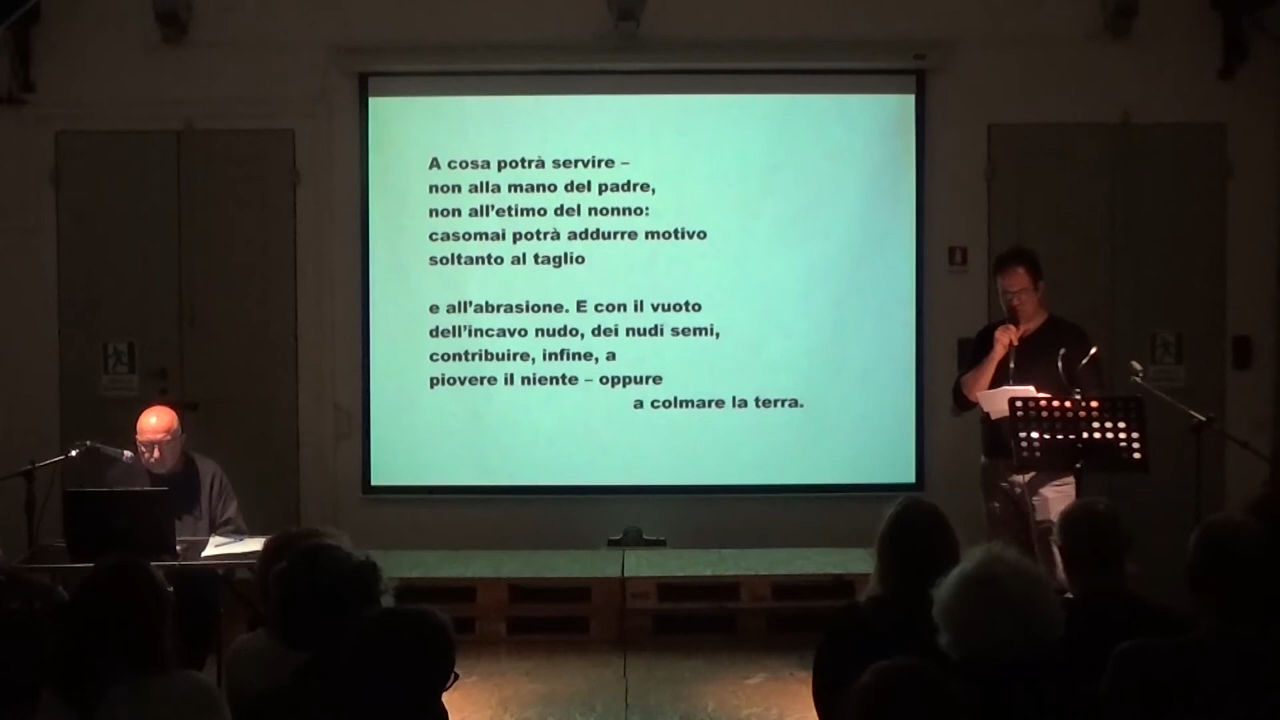 A cosa potrà servire –
non alla mano del padre,
non all’etimo del nonno:
casomai potrà addurre motivo
soltanto al taglio
e all’abrasione. E con il vuoto
dell’incavo nudo, dei nudi semi,
contribuire, infine, a
piovere il niente – oppure
a colmare la terra.